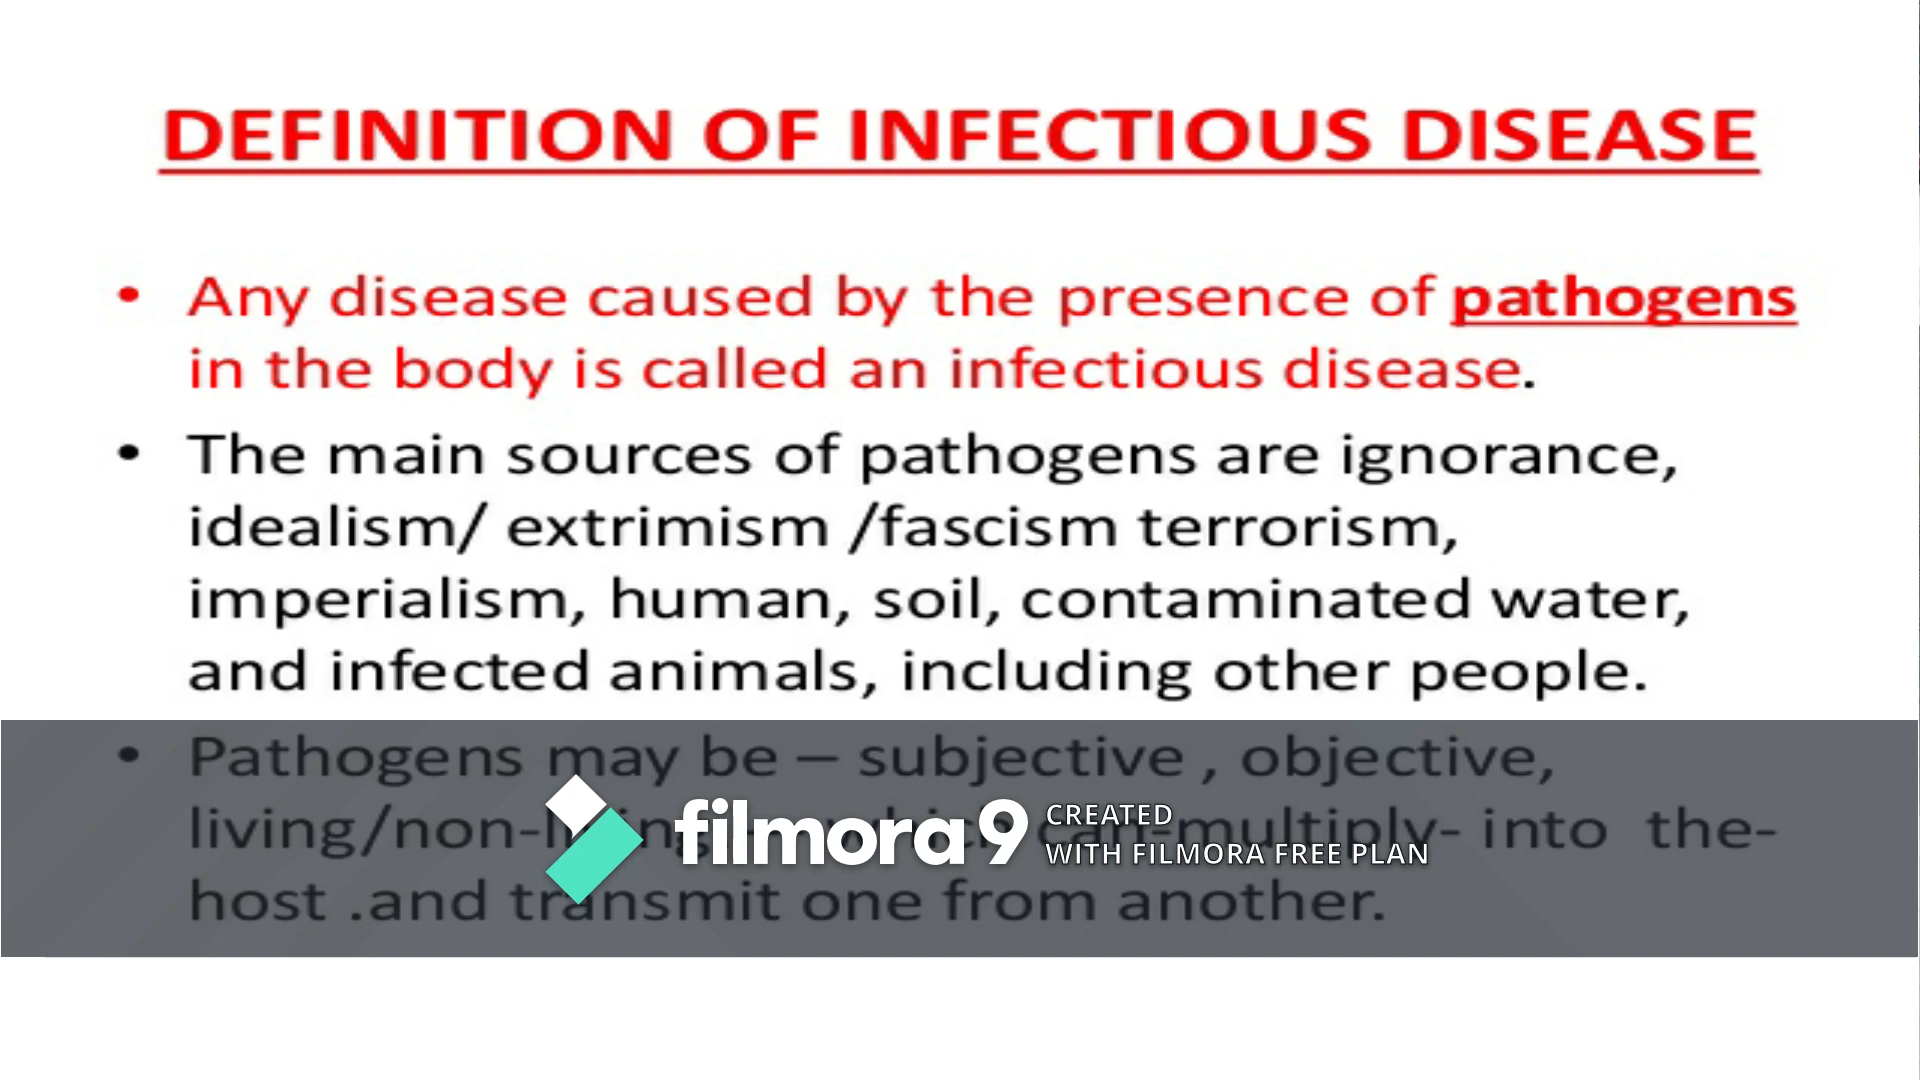 DEFINITION OF INFECTIOUS DISEASE
• Any disease caused by the presence of pathogens
in the body is called an infectious disease.
• The main sources of pathogens are ignorance,
idealism/ extrimism /fascism terrorism,
imperialism, human, soil, contaminated water,
and infected animals, including other people.
• Pathogens may be – subjective , objective,
living/non- can-multiply- into the-
filmora9 CREATED
WITH FILMORA FREE PLAN
host .and transmit one from another.